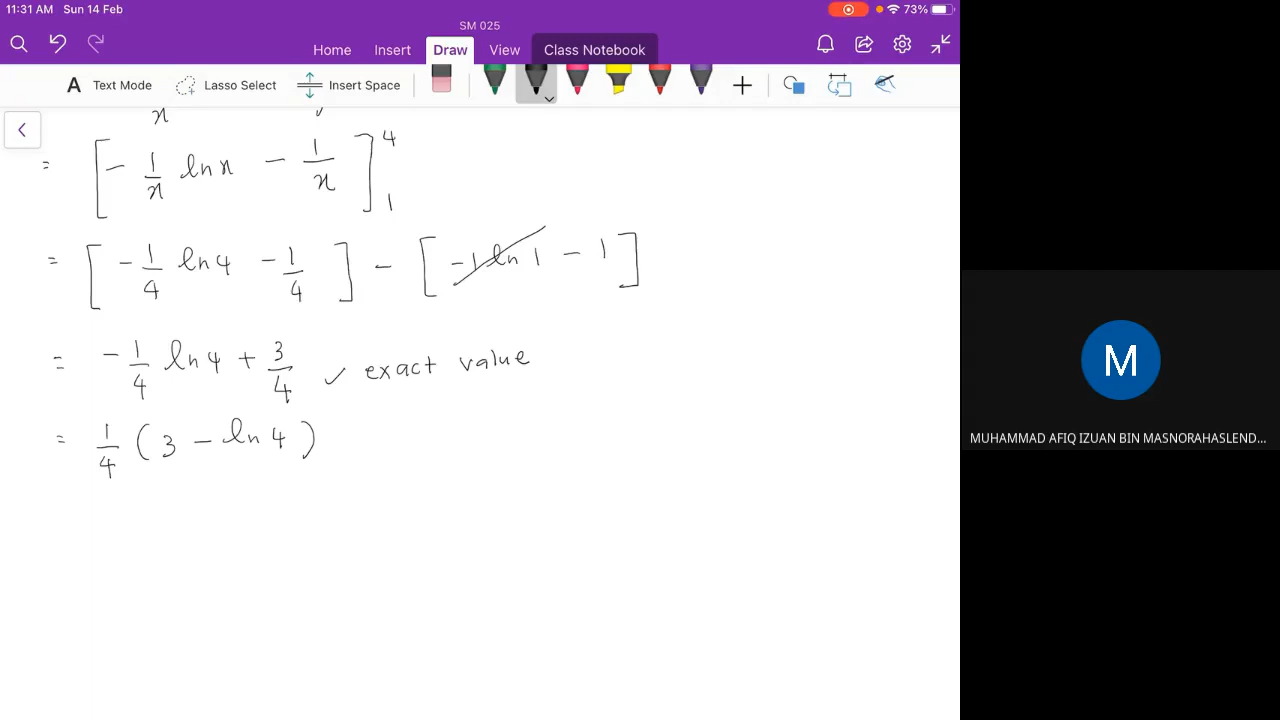 11:31 AM Sun 14 Feb
73%
SM 025
Home Insert Draw View Class Notebook
A Text Mode Lasso Select Insert Space
x
= [ - 1/x ln x - 1/x ]₁⁴
= [ - 1/4 ln 4 - 1/4 ] - [ -1 ln 1 - 1 ]
= - 1/4 ln 4 + 3/4 ✓ exact value
= 1/4 ( 3 - ln 4 )
M
MUHAMMAD AFIQ IZUAN BIN MASNORAHASLEND...